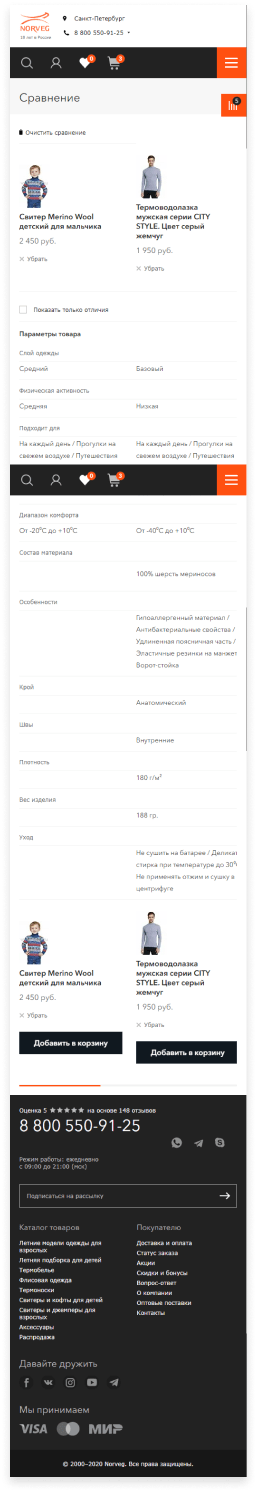 NORVEG
Санкт-Петербург
8 800 550-91-25
0
3
Сравнение
5
Очистить сравнение
Свитер Merino Wool
детский для мальчика
2 450 руб.
Убрать
Термоводолазка
мужская серии CITY
STYLE. Цвет серый
жемчуг
1 950 руб.
Убрать
Показать только отличия
Параметры товара
Слой одежды
Средний Базовый
Физическая активность
Средняя Низкая
Подходит для
На каждый день / Прогулки на
свежем воздухе / Путешествия
На каждый день / Прогулки на
свежем воздухе / Путешествия
0
3
Диапазон комфорта
От -20°C до +10°C От -40°C до +10°C
Состав материала
100% шерсть мериносов
Особенности
Гипоаллергенный материал /
Антибактериальные свойства /
Удлиненная поясничная часть /
Эластичные резинки на манжет
Ворот-стойка
Крой
Анатомический
Швы
Внутренние
Плотность
180 г/м²
Вес изделия
188 гр.
Уход
Не сушить на батарее / Деликат
стирка при температуре до 30°
Не применять отжим и сушку в
центрифуге
Свитер Merino Wool
детский для мальчика
2 450 руб.
Убрать
Добавить в корзину
Термоводолазка
мужская серии CITY
STYLE. Цвет серый
жемчуг
1 950 руб.
Убрать
Добавить в корзину
Оценка 5 ★★★★★ на основе 148 отзывов
8 800 550-91-25
Режим работы: ежедневно
с 09:00 до 21:00 (мск)
Подписаться на рассылку
Каталог товаров
Летние модели одежды для
взрослых
Летняя подборка для детей
Термобелье
Флисовая одежда
Термоноски
Свитеры и кофты для детей
Свитеры и джемперы для
взрослых
Аксессуары
Распродажа
Покупателю
Доставка и оплата
Статус заказа
Акции
Скидки и бонусы
Вопрос-ответ
О компании
Оптовые поставки
Контакты
Давайте дружить
Мы принимаем
VISA МИР
© 2000-2020 Norveg. Все права защищены.